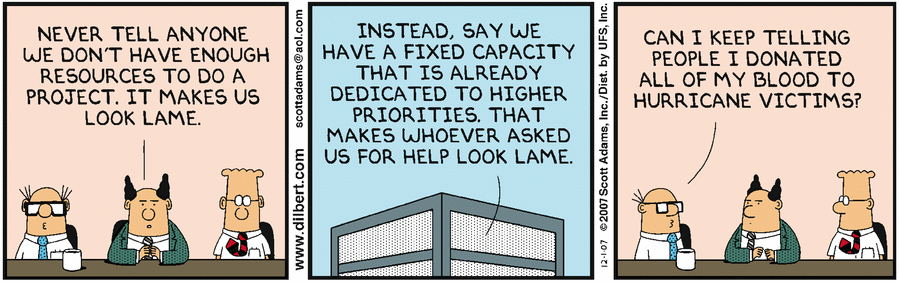 NEVER TELL ANYONE
WE DON'T HAVE ENOUGH
RESOURCES TO DO A
PROJECT. IT MAKES US
LOOK LAME.
www.dilbert.com scottadams@aol.com
INSTEAD, SAY WE
HAVE A FIXED CAPACITY
THAT IS ALREADY
DEDICATED TO HIGHER
PRIORITIES. THAT
MAKES WHOEVER ASKED
US FOR HELP LOOK LAME.
12-1-07 © 2007 Scott Adams, Inc./Dist. by UFS, Inc.
CAN I KEEP TELLING
PEOPLE I DONATED
ALL OF MY BLOOD TO
HURRICANE VICTIMS?